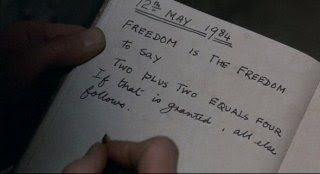 12th MAY 1984
FREEDOM IS THE FREEDOM
TO SAY
TWO PLUS TWO EQUALS FOUR
If that is granted, all else
follows.